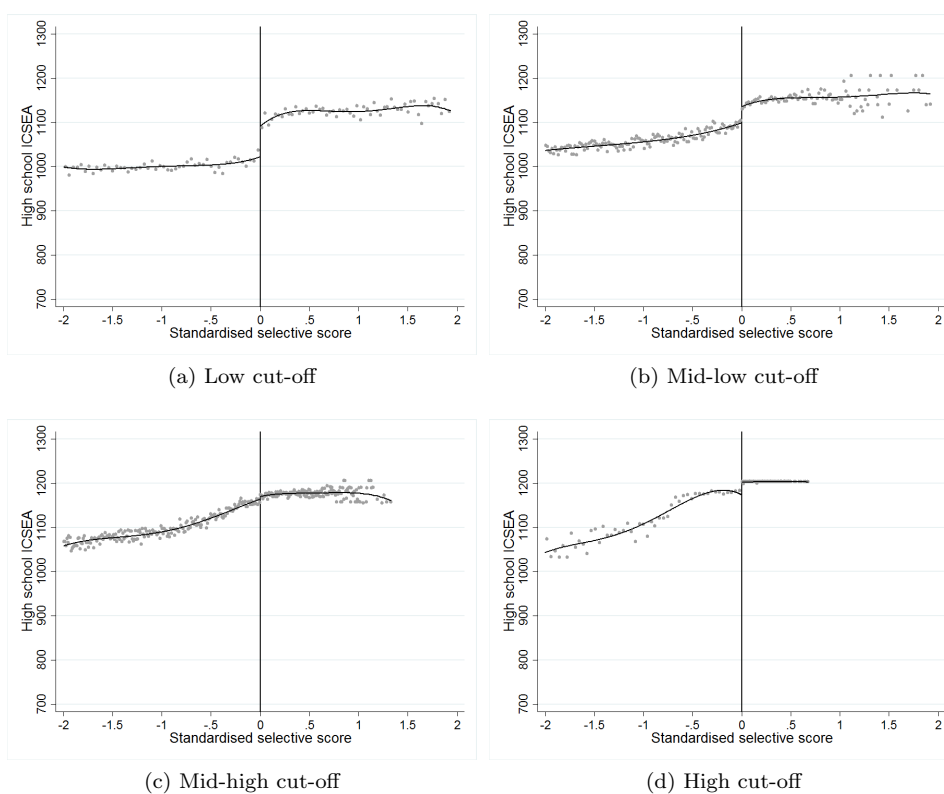 High school ICSEA
1300
1200
1100
1000
900
800
700
-2 -1.5 -1 -.5 0 .5 1 1.5 2
Standardised selective score
(a) Low cut-off
High school ICSEA
1300
1200
1100
1000
900
800
700
-2 -1.5 -1 -.5 0 .5 1 1.5 2
Standardised selective score
(b) Mid-low cut-off
High school ICSEA
1300
1200
1100
1000
900
800
700
-2 -1.5 -1 -.5 0 .5 1 1.5 2
Standardised selective score
(c) Mid-high cut-off
High school ICSEA
1300
1200
1100
1000
900
800
700
-2 -1.5 -1 -.5 0 .5 1 1.5 2
Standardised selective score
(d) High cut-off